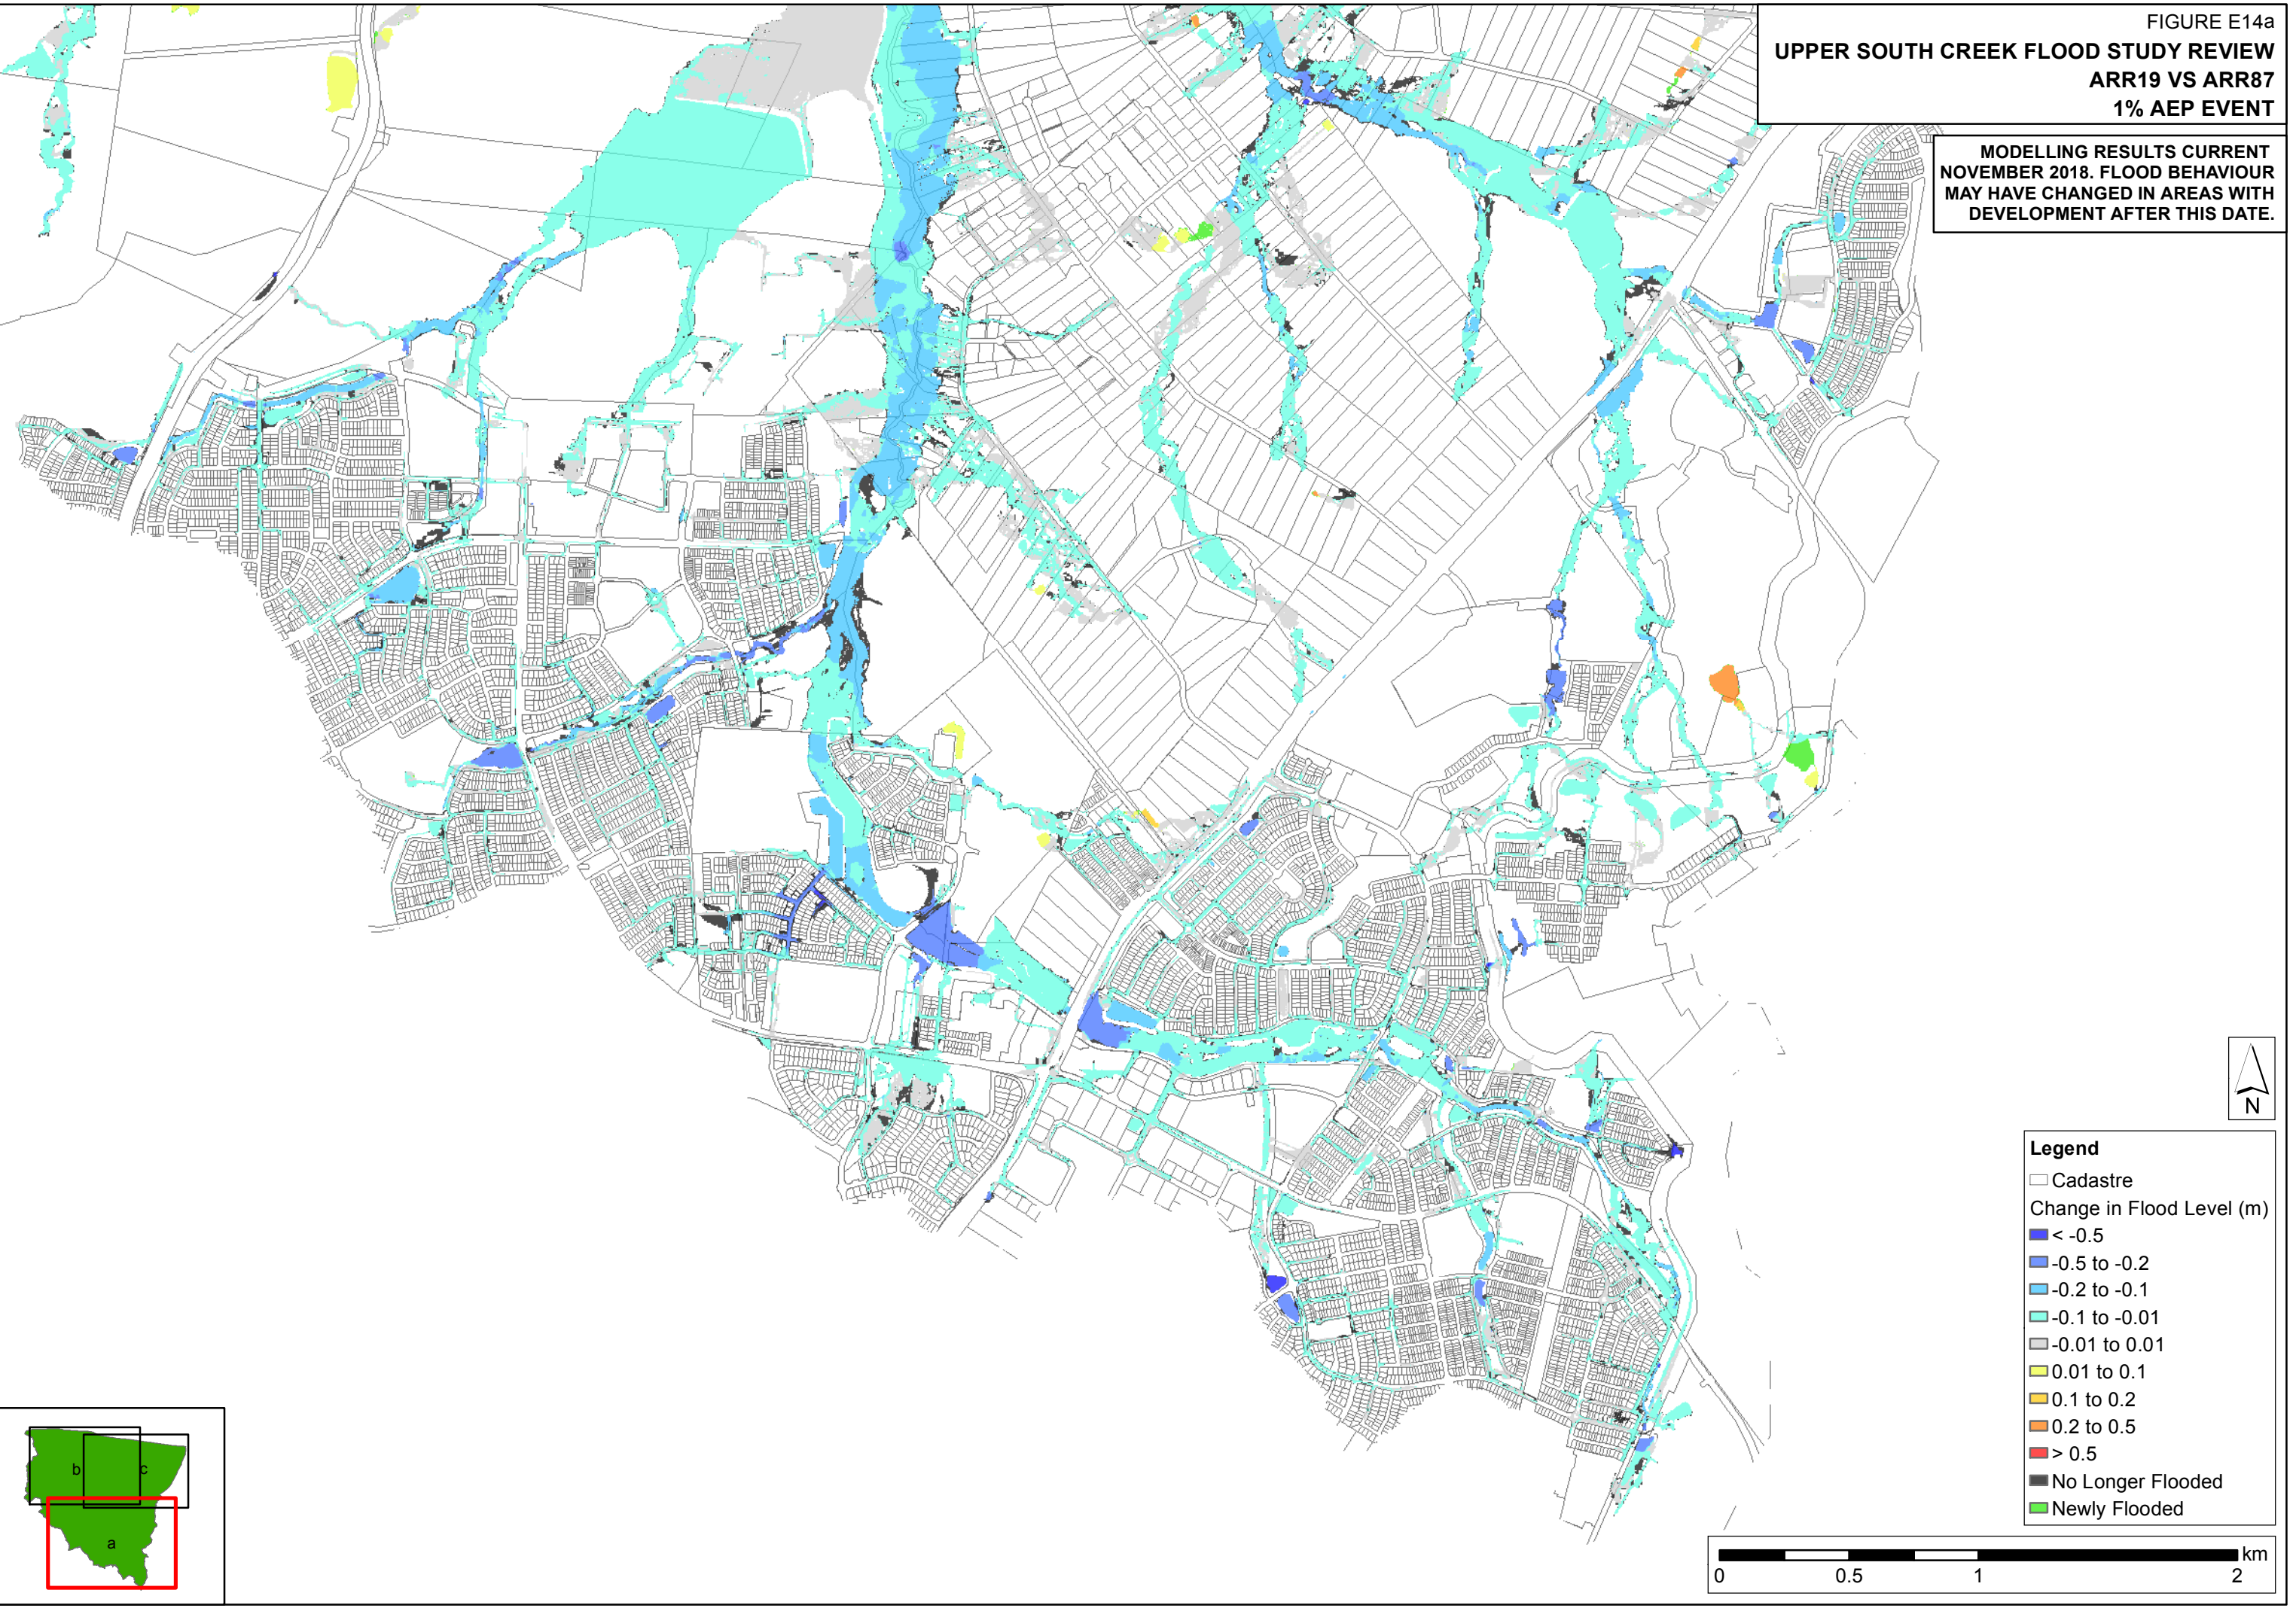 FIGURE E14a
UPPER SOUTH CREEK FLOOD STUDY REVIEW
ARR19 VS ARR87
1% AEP EVENT
MODELLING RESULTS CURRENT
NOVEMBER 2018. FLOOD BEHAVIOUR
MAY HAVE CHANGED IN AREAS WITH
DEVELOPMENT AFTER THIS DATE.
N
Legend
Cadastre
Change in Flood Level (m)
< -0.5
-0.5 to -0.2
-0.2 to -0.1
-0.1 to -0.01
-0.01 to 0.01
0.01 to 0.1
0.1 to 0.2
0.2 to 0.5
> 0.5
No Longer Flooded
Newly Flooded
km
0 0.5 1 2
b c
a